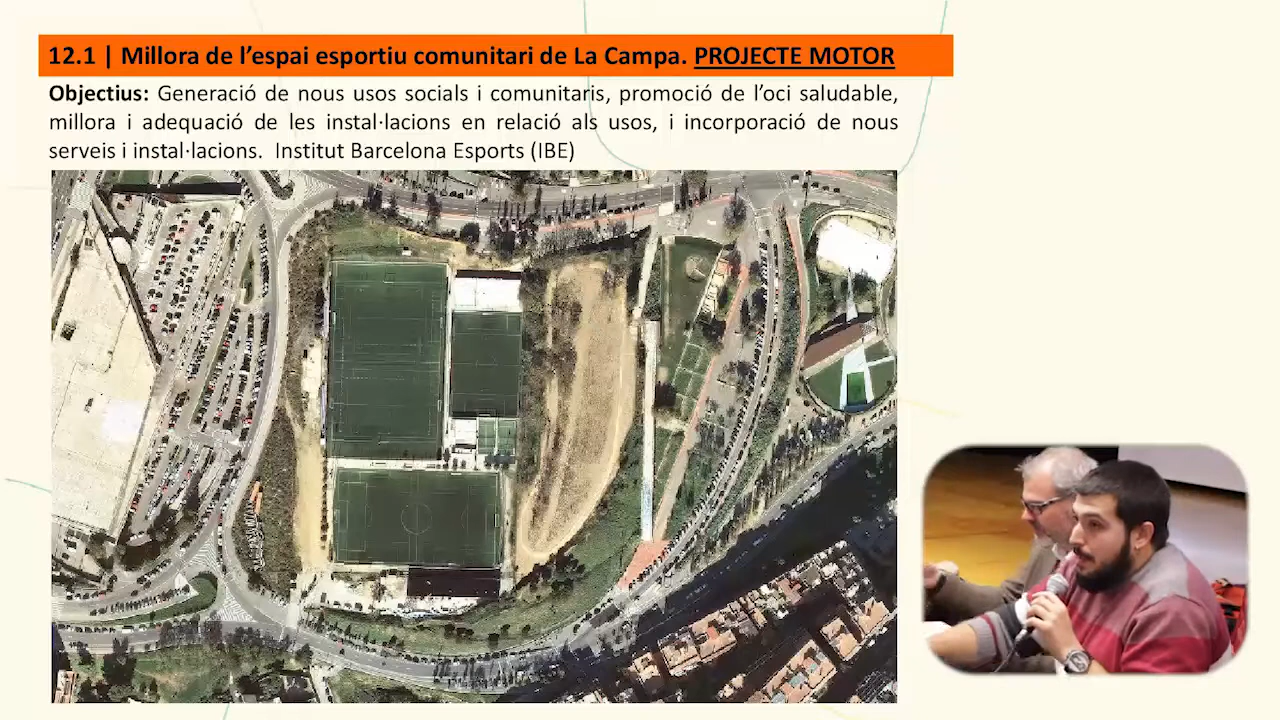 12.1 | Millora de l’espai esportiu comunitari de La Campa. PROJECTE MOTOR
Objectius: Generació de nous usos socials i comunitaris, promoció de l’oci saludable,
millora i adequació de les instal·lacions en relació als usos, i incorporació de nous
serveis i instal·lacions. Institut Barcelona Esports (IBE)